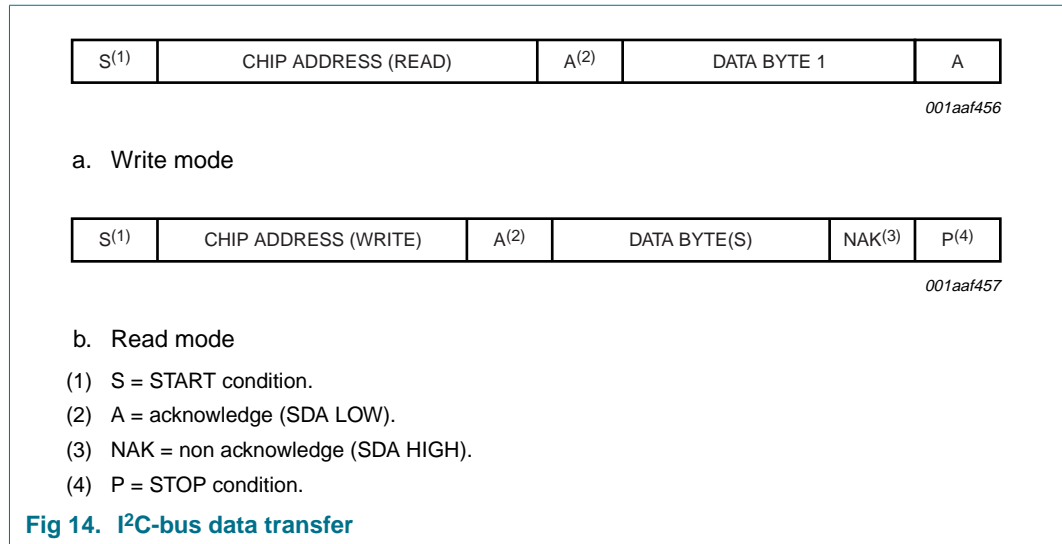 S(1) CHIP ADDRESS (READ) A(2) DATA BYTE 1 A
001aaf456
a. Write mode
S(1) CHIP ADDRESS (WRITE) A(2) DATA BYTE(S) NAK(3) P(4)
001aaf457
b. Read mode
(1) S = START condition.
(2) A = acknowledge (SDA LOW).
(3) NAK = non acknowledge (SDA HIGH).
(4) P = STOP condition.
Fig 14. I2C-bus data transfer